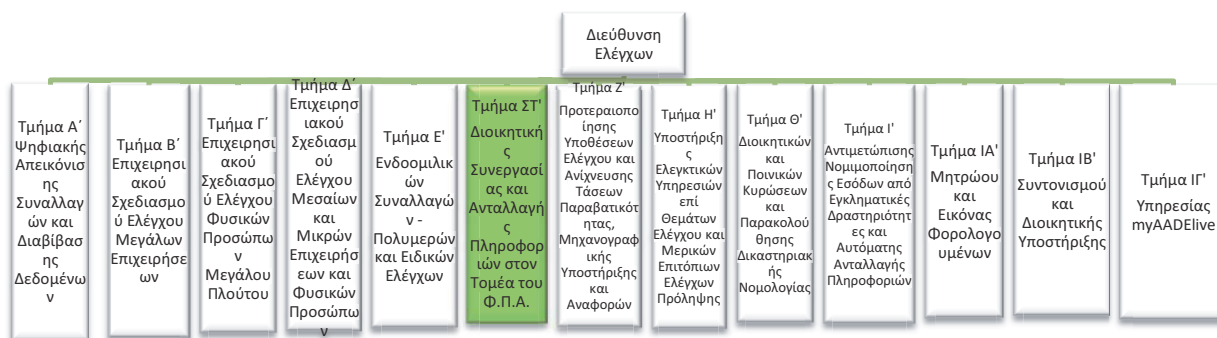 Διεύθυνση
Ελέγχων
Τμήμα Α΄
Ψηφιακής
Απεικόνισ
ης
Συναλλαγ
ών και
Διαβίβασ
ης
Δεδομένω
ν
Τμήμα Β΄
Επιχειρησι
ακού
Σχεδιασμο
ύ Ελέγχου
Μεγάλων
Επιχειρήσε
ων
Τμήμα Γ΄
Επιχειρησι
ακού
Σχεδιασμο
ύ Ελέγχου
Φυσικών
Προσώπω
ν
Μεγάλου
Πλούτου
Τμήμα Δ΄
Επιχειρησ
ιακού
Σχεδιασμ
ού
Ελέγχου
Μεσαίων
και
Μικρών
Επιχειρήσ
εων και
Φυσικών
Προσώπω
ν
Τμήμα Ε'
Ενδοομιλικ
ών
Συναλλαγώ
ν -
Πολυμερών
και Ειδικών
Ελέγχων
Τμήμα ΣΤ'
Διοικητική
ς
Συνεργασ
ίας και
Ανταλλαγή
ς
Πληροφορ
ιών στον
Τομέα του
Φ.Π.Α.
Τμήμα Ζ'
Προτεραιοπο
ίησης
Υποθέσεων
Ελέγχου και
Ανίχνευσης
Τάσεων
Παραβατικότ
ητας,
Μηχανογραφ
ικής
Υποστήριξης
και
Αναφορών
Τμήμα Η'
Υποστήριξη
ς
Ελεγκτικών
Υπηρεσιών
επί
Θεμάτων
Ελέγχου και
Μερικών
Επιτόπιων
Ελέγχων
Πρόληψης
Τμήμα Θ'
Διοικητικών
και
Ποινικών
Κυρώσεων
και
Παρακολού
θησης
Δικαστηριακ
ής
Νομολογίας
Τμήμα Ι'
Αντιμετώπισης
Νομιμοποίηση
ς Εσόδων από
Εγκληματικές
Δραστηριότητ
ες και
Αυτόματης
Ανταλλαγής
Πληροφοριών
Τμήμα ΙΑ'
Μητρώου
και
Εικόνας
Φορολογο
υμένων
Τμήμα ΙΒ'
Συντονισμού
και
Διοικητικής
Υποστήριξης
Τμήμα ΙΓ'
Υπηρεσίας
myAADElive